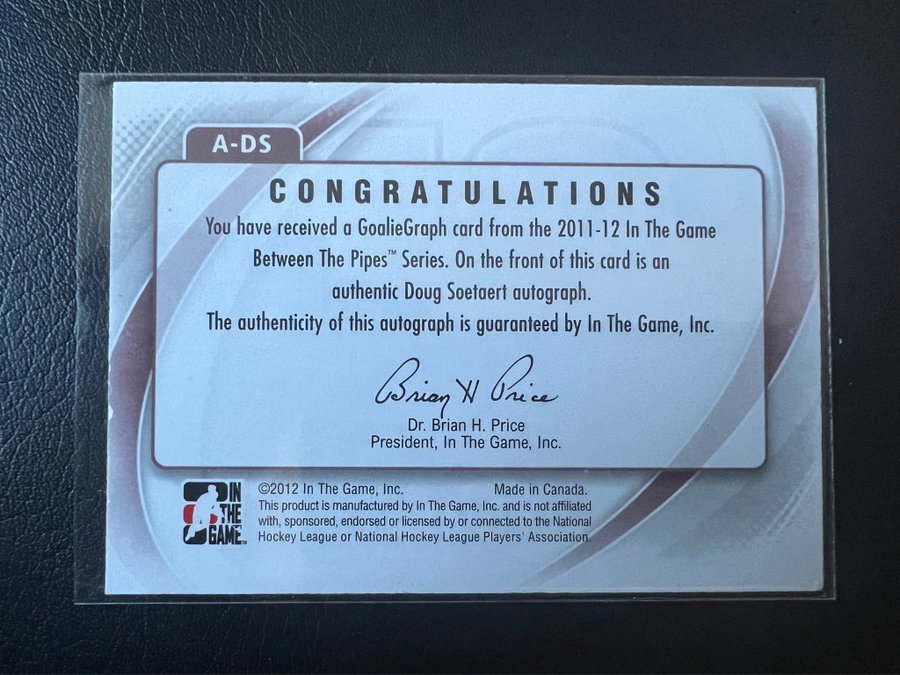 A-DS
CONGRATULATIONS
You have received a GoalieGraph card from the 2011-12 In The Game
Between The Pipes™ Series. On the front of this card is an
authentic Doug Soetaert autograph.
The authenticity of this autograph is guaranteed by In The Game, Inc.
Brian H Price
Dr. Brian H. Price
President, In The Game, Inc.
IN
THE
GAME™
©2012 In The Game, Inc. Made in Canada.
This product is manufactured by In The Game, Inc. and is not affiliated
with, sponsored, endorsed or licensed by or connected to the National
Hockey League or National Hockey League Players' Association.